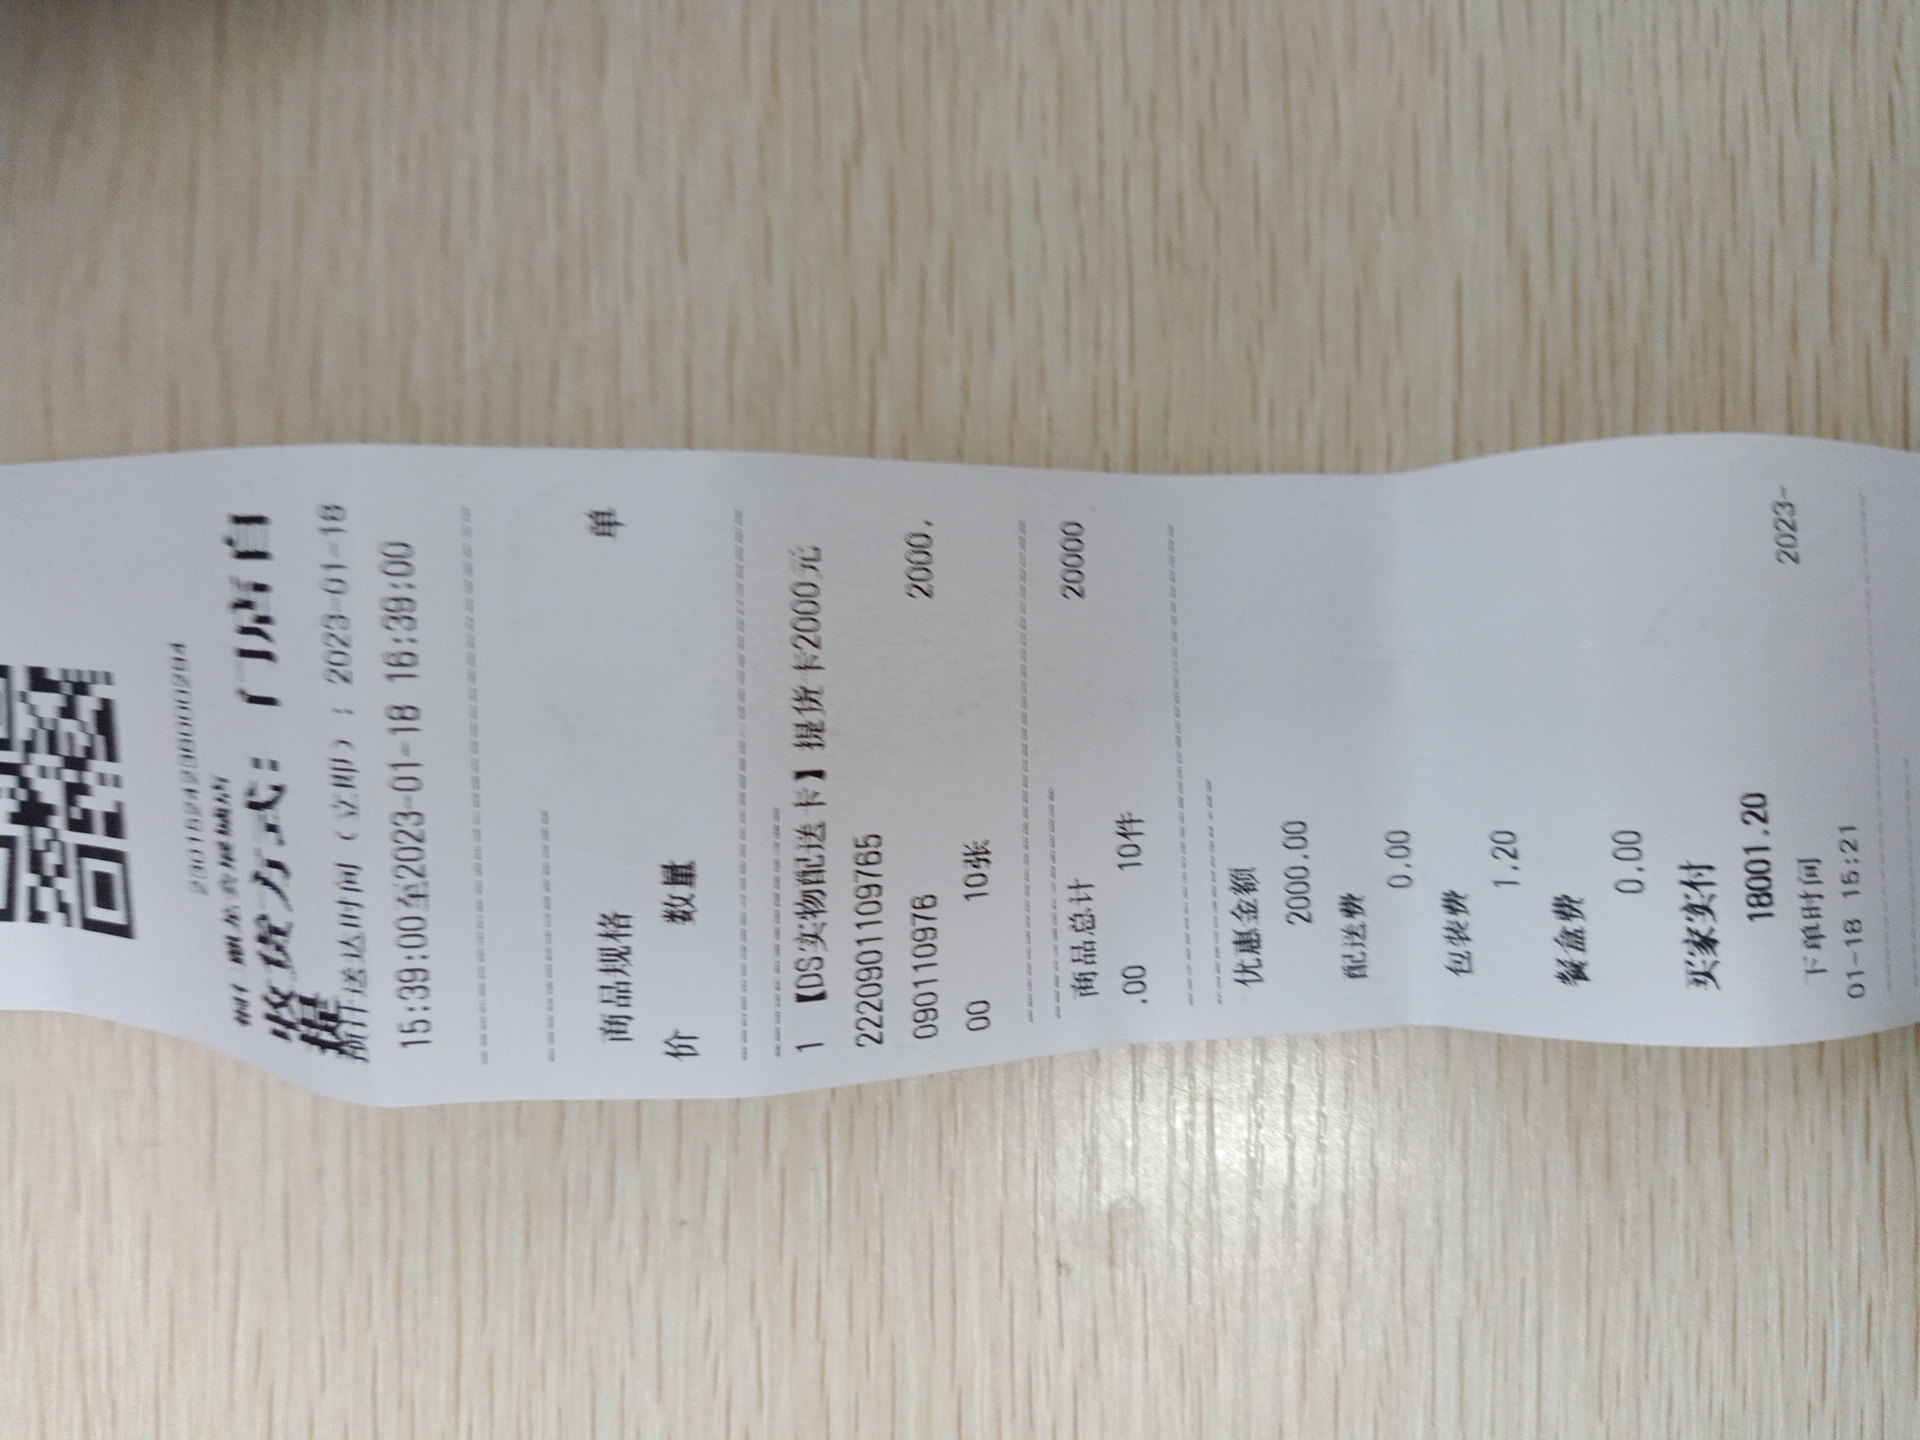 收货方式：门店自
提
预计送达时间（立即）：2023-01-18
15:39:00至2023-01-18 16:39:00
商品规格 单
价 数量
1 【DS实物配送卡】提货卡2000元
2220901109765
0901110976 2000.
00 10张
商品总计 20000
.00 10件
优惠金额
2000.00
配送费
0.00
包装费
1.20
餐盒费
0.00
买家实付
18001.20
下单时间 2023-
01-18 15:21